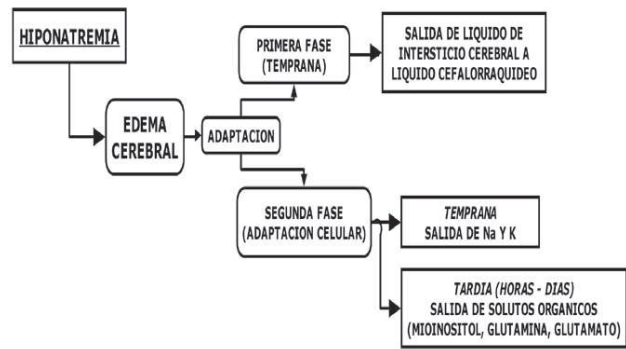 HIPONATREMIA
EDEMA
CEREBRAL
ADAPTACION
PRIMERA FASE
(TEMPRANA)
SALIDA DE LIQUIDO DE
INTERSTICIO CEREBRAL A
LIQUIDO CEFALORRAQUIDEO
SEGUNDA FASE
(ADAPTACION CELULAR)
TEMPRANA
SALIDA DE Na Y K
TARDIA (HORAS - DIAS)
SALIDA DE SOLUTOS ORGANICOS
(MIOINOSITOL, GLUTAMINA, GLUTAMATO)